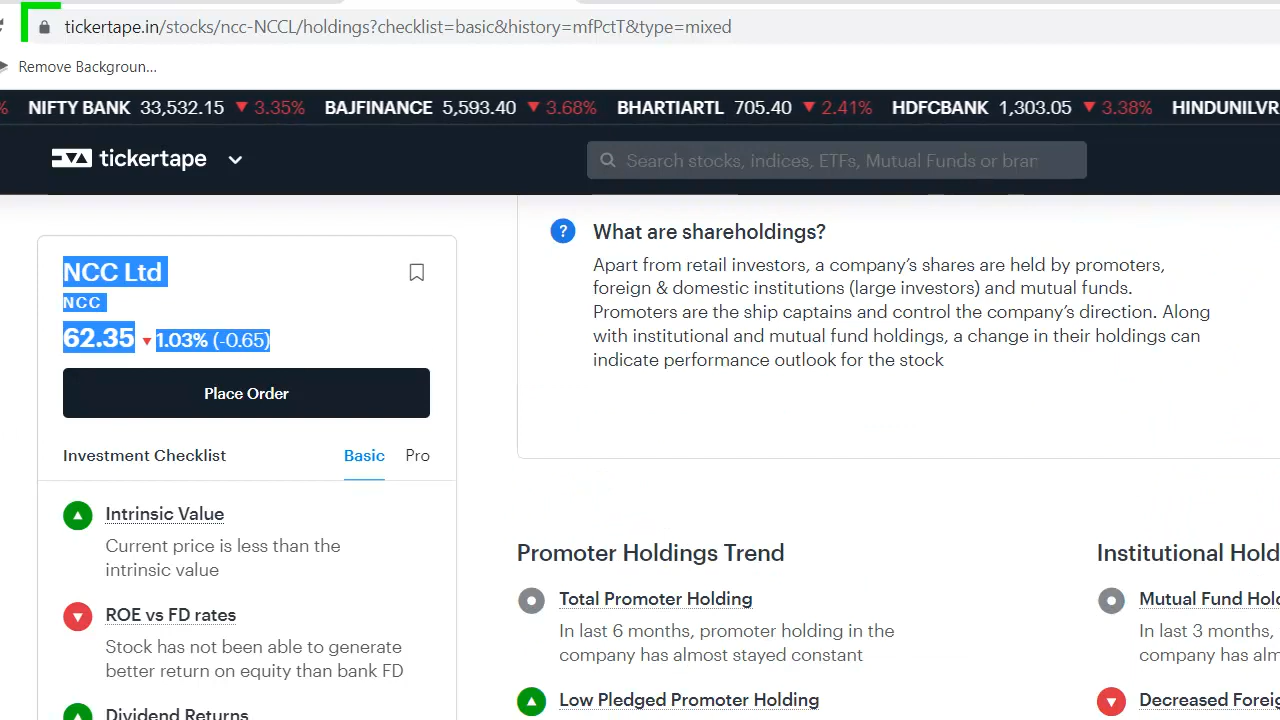 tickertape.in/stocks/ncc-NCCL/holdings?checklist=basic&history=mfPctT&type=mixed
Remove Backgroun...
% NIFTY BANK 33,532.15 ▼ 3.35% BAJFINANCE 5,593.40 ▼ 3.68% BHARTIARTL 705.40 ▼ 2.41% HDFCBANK 1,303.05 ▼ 3.38% HINDUNILVR
tickertape
Search stocks, indices, ETFs, Mutual Funds or bran
What are shareholdings?
Apart from retail investors, a company’s shares are held by promoters,
foreign & domestic institutions (large investors) and mutual funds.
Promoters are the ship captains and control the company’s direction. Along
with institutional and mutual fund holdings, a change in their holdings can
indicate performance outlook for the stock
NCC Ltd
NCC
62.35 ▼ 1.03% (-0.65)
Place Order
Investment Checklist Basic Pro
Intrinsic Value
Current price is less than the
intrinsic value
ROE vs FD rates
Stock has not been able to generate
better return on equity than bank FD
Dividend Returns
Promoter Holdings Trend
Total Promoter Holding
In last 6 months, promoter holding in the
company has almost stayed constant
Low Pledged Promoter Holding
Institutional Hold
Mutual Fund Hol
In last 3 months,
company has alm
Decreased Foreig